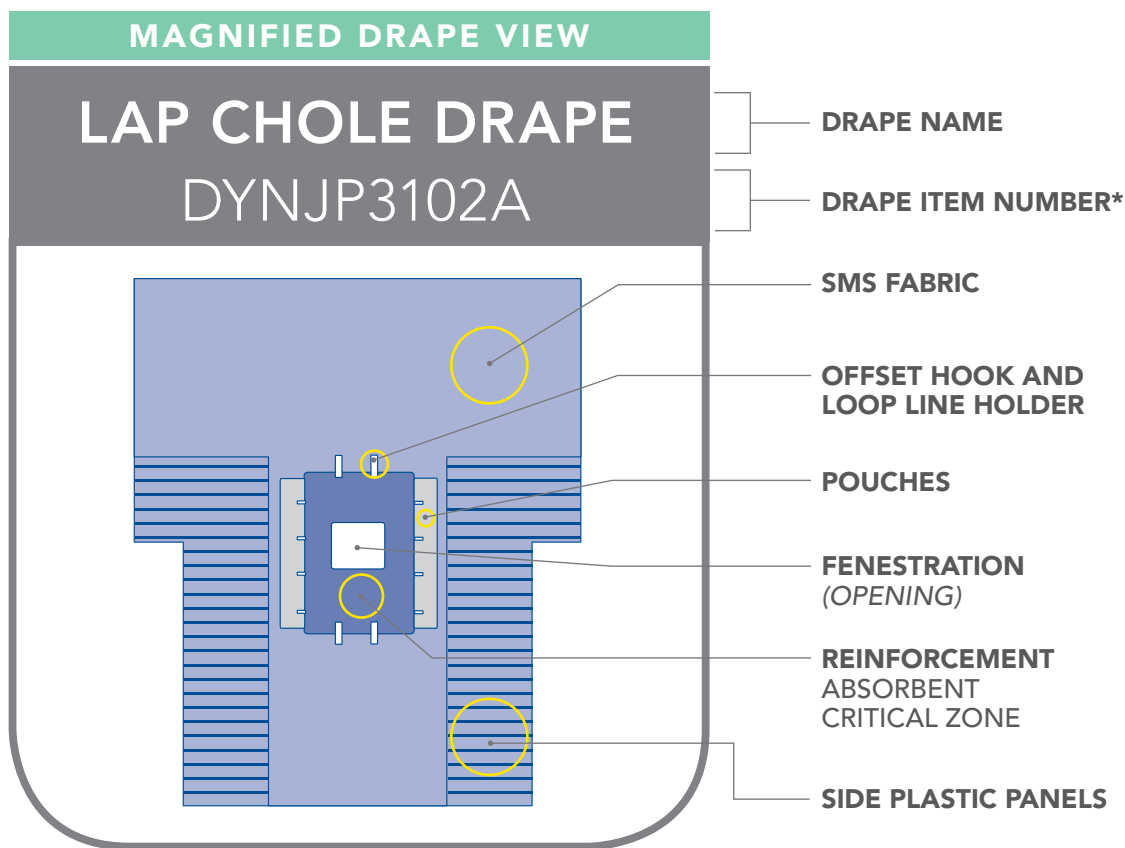 MAGNIFIED DRAPE VIEW
LAP CHOLE DRAPE
DYNJP3102A
DRAPE NAME
DRAPE ITEM NUMBER*
SMS FABRIC
OFFSET HOOK AND
LOOP LINE HOLDER
POUCHES
FENESTRATION
(OPENING)
REINFORCEMENT
ABSORBENT
CRITICAL ZONE
SIDE PLASTIC PANELS